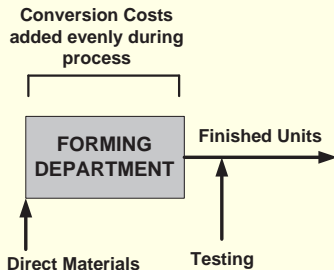 Conversion Costs
added evenly during
process
FORMING
DEPARTMENT
Finished Units
Direct Materials
Testing